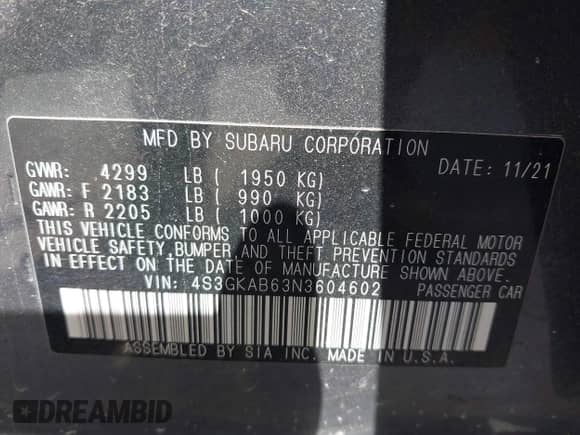 MFD BY SUBARU CORPORATION
GVWR: 4299 LB ( 1950 KG) DATE: 11/21
GAWR: F 2183 LB ( 990 KG)
GAWR: R 2205 LB ( 1000 KG)
THIS VEHICLE CONFORMS TO ALL APPLICABLE FEDERAL MOTOR
VEHICLE SAFETY,BUMPER AND THEFT PREVENTION STANDARDS
IN EFFECT ON THE DATE OF MANUFACTURE SHOWN ABOVE.
VIN: 4S3GKAB63N3604602 PASSENGER CAR
ASSEMBLED BY SIA INC. MADE IN U.S.A.
DREAMBID